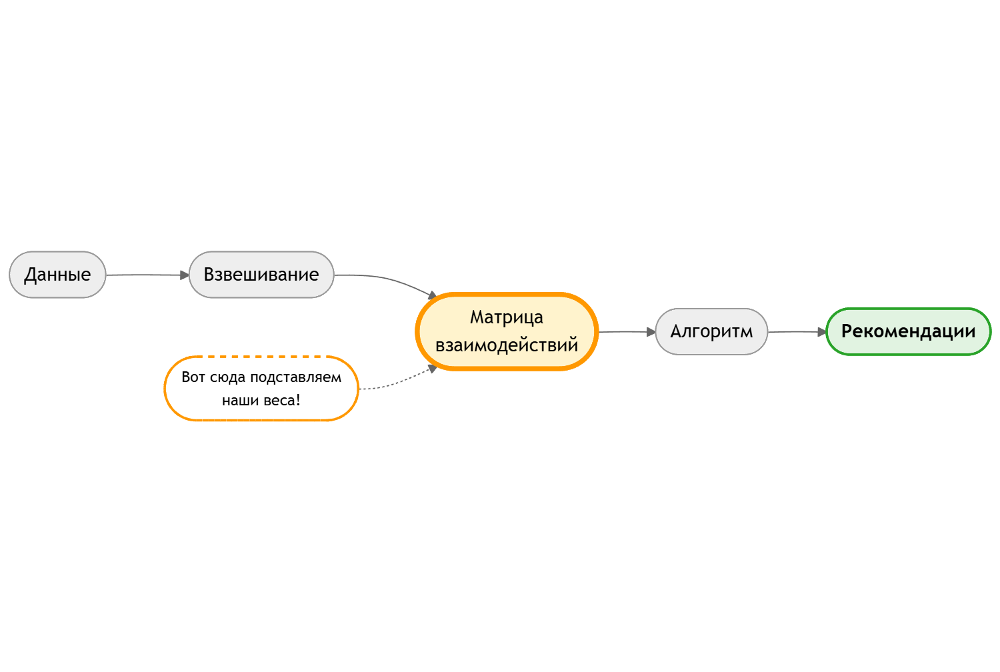 Данные
Взвешивание
Матрица
взаимодействий
Алгоритм
Рекомендации
Вот сюда подставляем
наши веса!